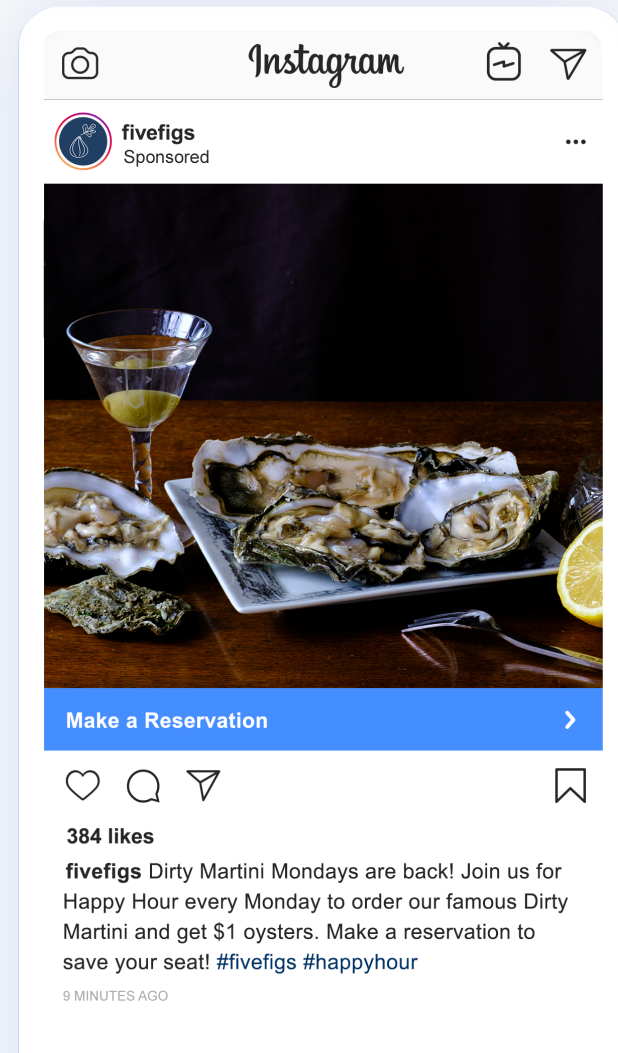 Instagram
fivefigs
Sponsored
Make a Reservation
384 likes
fivefigs Dirty Martini Mondays are back! Join us for
Happy Hour every Monday to order our famous Dirty
Martini and get $1 oysters. Make a reservation to
save your seat! #fivefigs #happyhour
9 MINUTES AGO